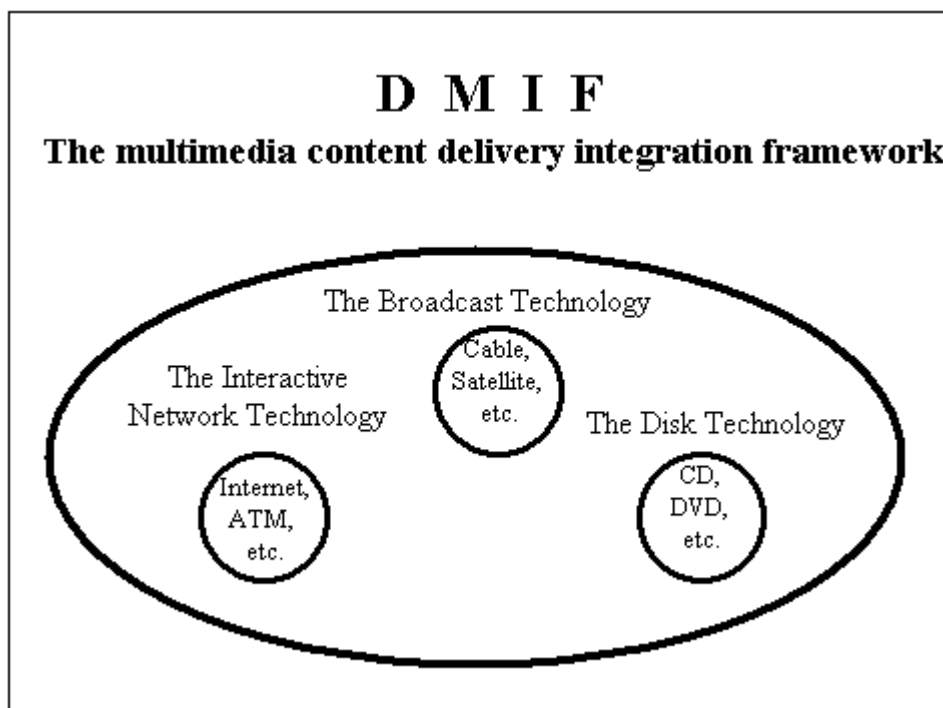 D M I F
The multimedia content delivery integration framework
The Broadcast Technology
Cable,
Satellite,
etc.
The Interactive
Network Technology
Internet,
ATM,
etc.
The Disk Technology
CD,
DVD,
etc.